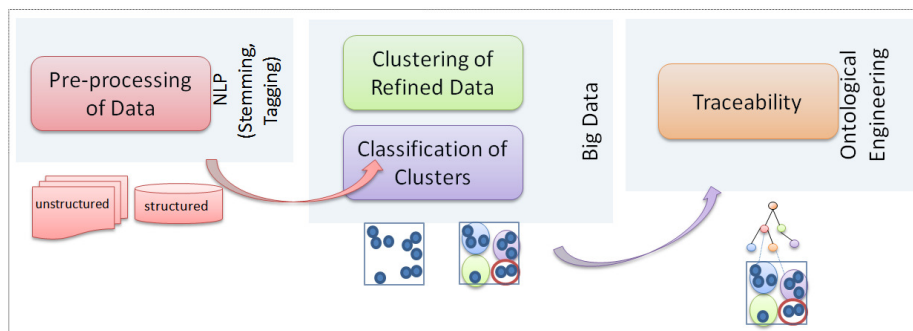 Pre-processing
of Data
NLP
(Stemming,
Tagging)
unstructured
structured
Clustering of
Refined Data
Classification of
Clusters
Big Data
Traceability
Ontological
Engineering